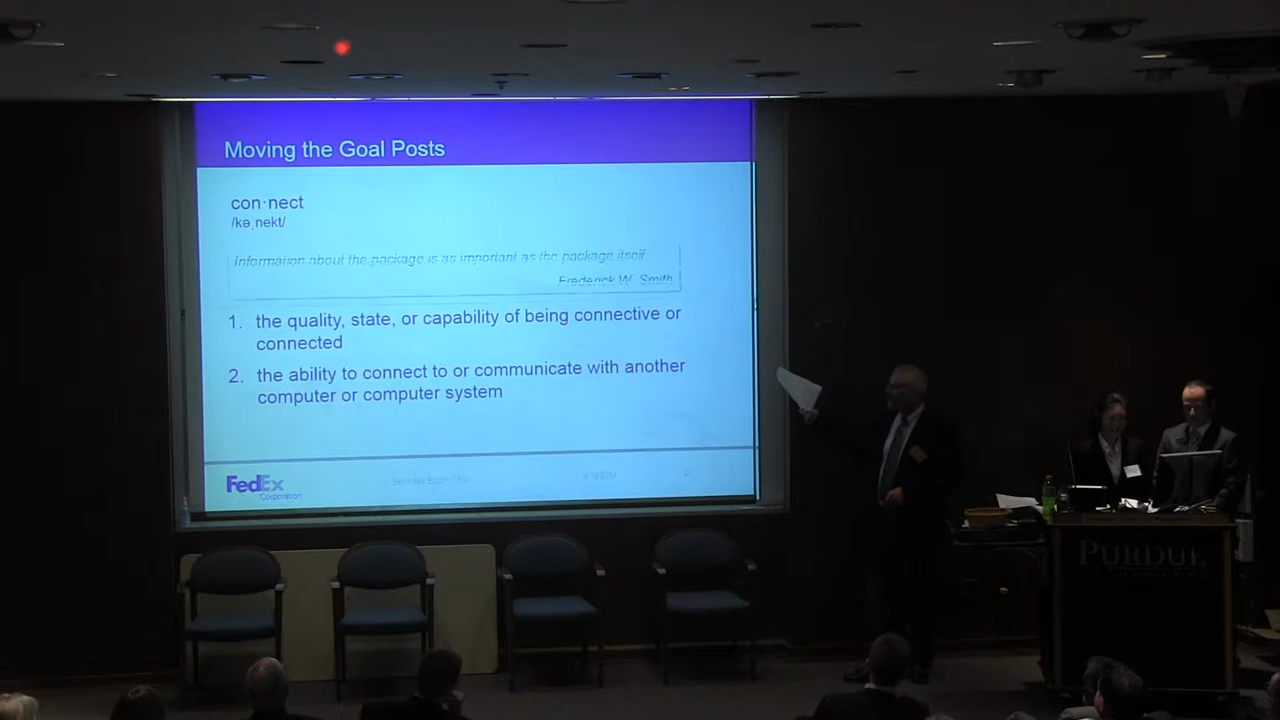 Moving the Goal Posts
con·nect
/kɵˌnekt/
Information about the package is as important as the package itself
Frederick W. Smith
1. the quality, state, or capability of being connective or
connected
2. the ability to connect to or communicate with another
computer or computer system
FedEx
Corporation
PURDUE